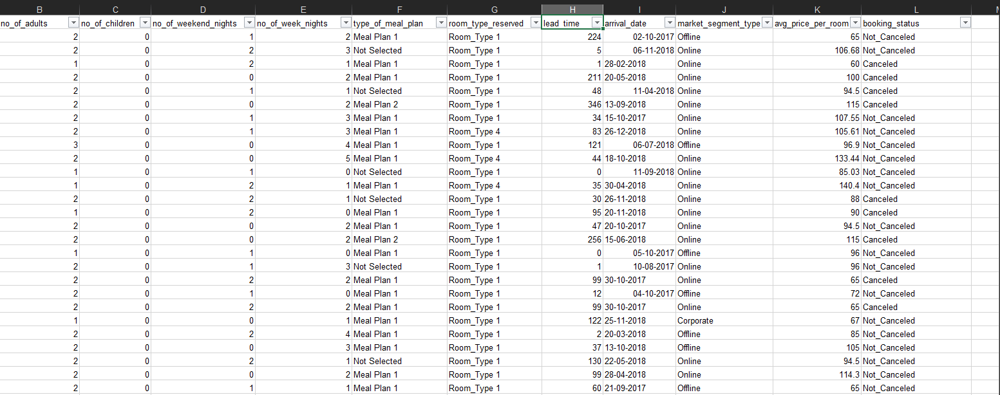 B C D E F G H I J K L
no_of_adults no_of_children no_of_weekend_nights no_of_week_nights type_of_meal_plan room_type_reserved lead_time arrival_date market_segment_type avg_price_per_room booking_status
2 0 1 2 Meal Plan 1 Room_Type 1 224 02-10-2017 Offline 65 Not_Canceled
2 0 2 3 Not Selected Room_Type 1 5 06-11-2018 Online 106.68 Not_Canceled
1 0 2 1 Meal Plan 1 Room_Type 1 1 28-02-2018 Online 60 Canceled
2 0 0 2 Meal Plan 1 Room_Type 1 211 20-05-2018 Online 100 Canceled
2 0 1 1 Not Selected Room_Type 1 48 11-04-2018 Online 94.5 Canceled
2 0 0 2 Meal Plan 2 Room_Type 1 346 13-09-2018 Online 115 Canceled
2 0 1 3 Meal Plan 1 Room_Type 1 34 15-10-2017 Online 107.55 Not_Canceled
2 0 1 3 Meal Plan 1 Room_Type 4 83 26-12-2018 Online 105.61 Not_Canceled
3 0 0 4 Meal Plan 1 Room_Type 1 121 06-07-2018 Offline 96.9 Not_Canceled
2 0 0 5 Meal Plan 1 Room_Type 4 44 18-10-2018 Online 133.44 Not_Canceled
1 0 1 0 Not Selected Room_Type 1 0 11-09-2018 Online 85.03 Not_Canceled
1 0 2 1 Meal Plan 1 Room_Type 4 35 30-04-2018 Online 140.4 Not_Canceled
2 0 2 1 Not Selected Room_Type 1 30 26-11-2018 Online 88 Canceled
1 0 2 0 Meal Plan 1 Room_Type 1 95 20-11-2018 Online 90 Canceled
2 0 0 2 Meal Plan 1 Room_Type 1 47 20-10-2017 Online 94.5 Not_Canceled
2 0 0 2 Meal Plan 2 Room_Type 1 256 15-06-2018 Online 115 Canceled
1 0 1 0 Meal Plan 1 Room_Type 1 0 05-10-2017 Offline 96 Not_Canceled
2 0 1 3 Not Selected Room_Type 1 1 10-08-2017 Online 96 Not_Canceled
2 0 2 2 Meal Plan 1 Room_Type 1 99 30-10-2017 Online 65 Canceled
2 0 1 0 Meal Plan 1 Room_Type 1 12 04-10-2017 Offline 72 Not_Canceled
2 0 2 2 Meal Plan 1 Room_Type 1 99 30-10-2017 Online 65 Canceled
1 0 0 1 Meal Plan 1 Room_Type 1 122 25-11-2018 Corporate 67 Not_Canceled
2 0 2 4 Meal Plan 1 Room_Type 1 2 20-03-2018 Offline 85 Not_Canceled
2 0 0 3 Meal Plan 1 Room_Type 1 37 13-10-2018 Offline 105 Not_Canceled
2 0 2 1 Not Selected Room_Type 1 130 22-05-2018 Online 94.5 Not_Canceled
2 0 0 2 Meal Plan 1 Room_Type 1 99 28-04-2018 Online 114.3 Not_Canceled
2 0 1 1 Meal Plan 1 Room_Type 1 60 21-09-2017 Offline 65 Not_Canceled